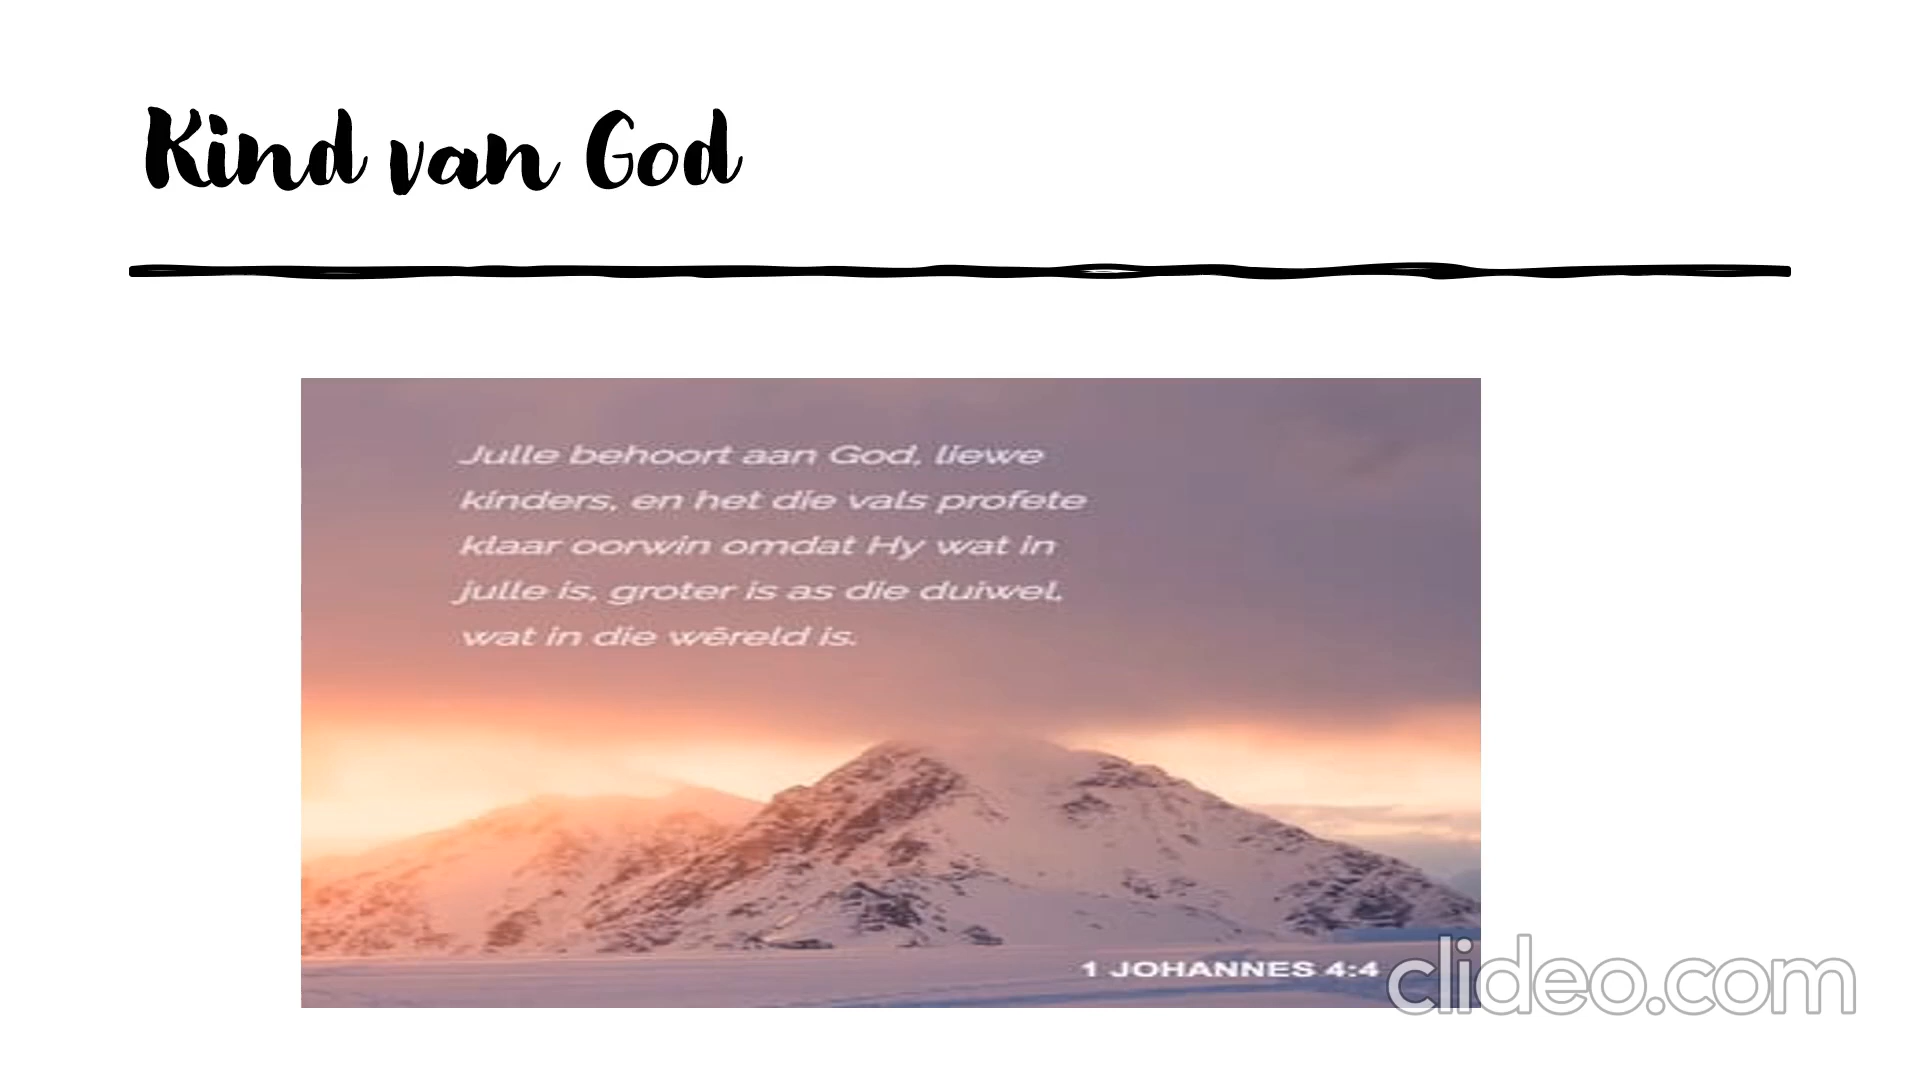 Kind van God
Julle behoort aan God, liewe
kinders, en het die vals profete
klaar oorwin omdat Hy wat in
julle is, groter is as die duiwel,
wat in die wêreld is.
1 JOHANNES 4:4
clideo.com